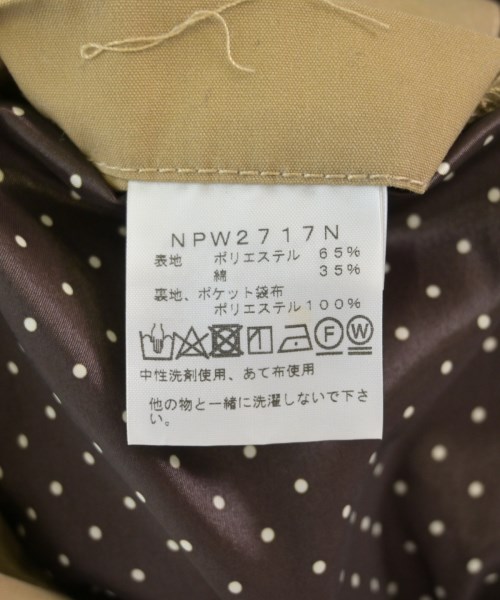 NPW2717N
表地 ポリエステル 65%
綿 35%
裏地、ポケット袋布
ポリエステル100%
F W
中性洗剤使用、あて布使用
他の物と一緒に洗濯しないで下さ
い。